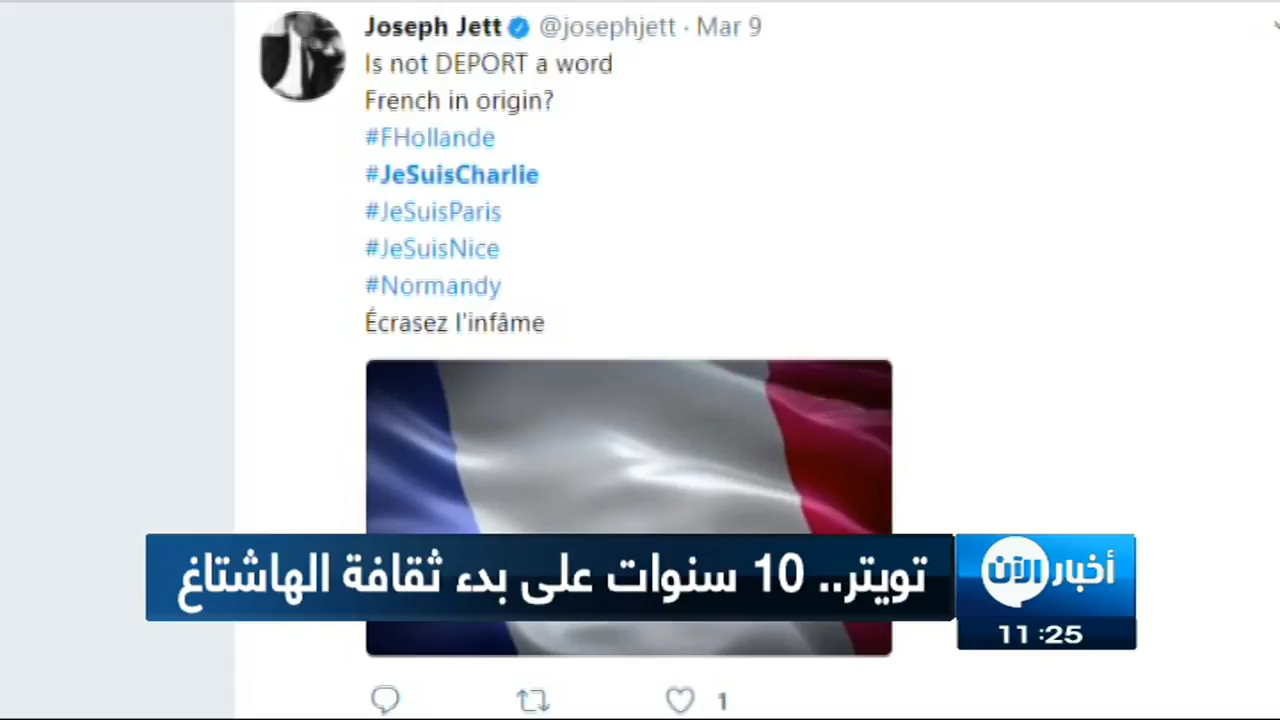 Joseph Jett @josephjett · Mar 9
Is not DEPORT a word
French in origin?
#FHollande
#JeSuisCharlie
#JeSuisParis
#JeSuisNice
#Normandy
Écrasez l'infâme
تويتر.. 10 سنوات على بدء ثقافة الهاشتاغ
أخبار الآن
11:25
1